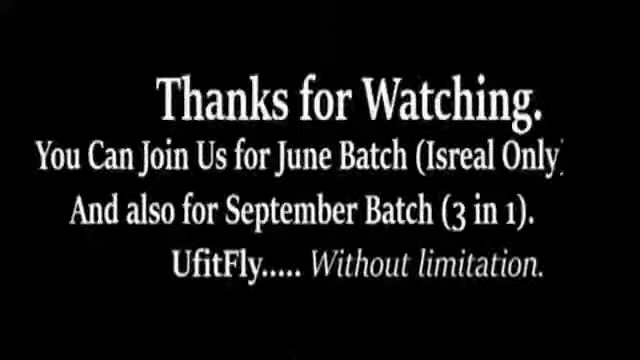 Thanks for Watching.
You Can Join Us for June Batch (Isreal Only)
And also for September Batch (3 in 1).
UfitFly..... Without limitation.